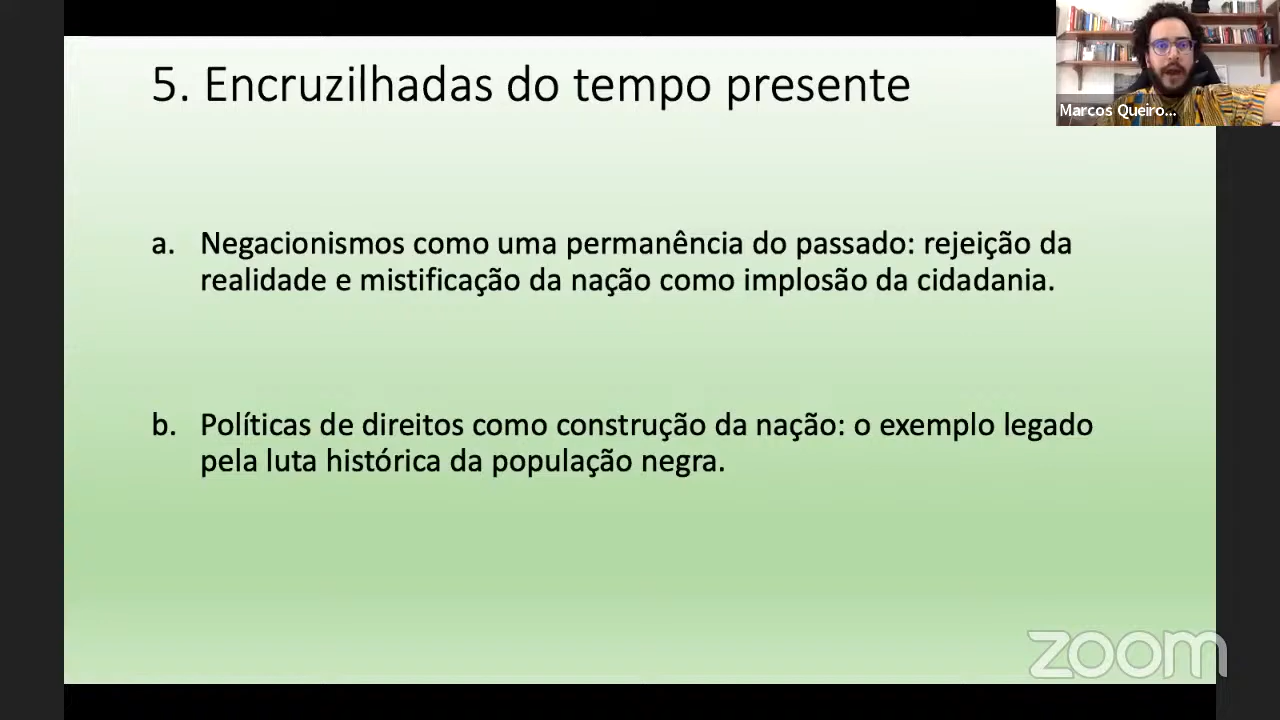 5. Encruzilhadas do tempo presente
Marcos Queiro...
a. Negacionismos como uma permanência do passado: rejeição da
realidade e mistificação da nação como implosão da cidadania.
b. Políticas de direitos como construção da nação: o exemplo legado
pela luta histórica da população negra.
zoom